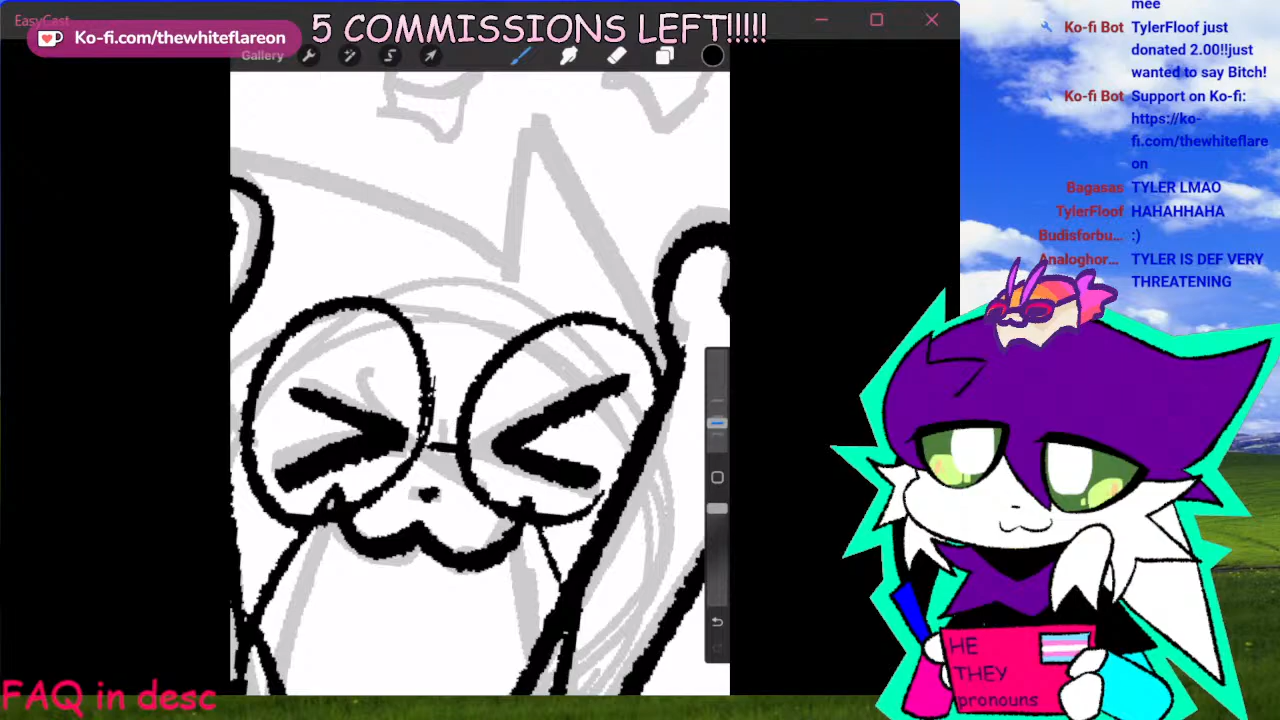 EasyCast
Ko-fi.com/thewhiteflareon
5 COMMISSIONS LEFT!!!!!
Gallery
mee
Ko-fi Bot TylerFloof just
donated 2.00!!just
wanted to say Bitch!
Ko-fi Bot Support on Ko-fi:
https://ko-
fi.com/thewhiteflare
on
Bagasas TYLER LMAO
TylerFloof HAHAHHAHA
Budisforbu... :)
Analoghor... TYLER IS DEF VERY
THREATENING
HE
THEY
pronouns
FAQ in desc